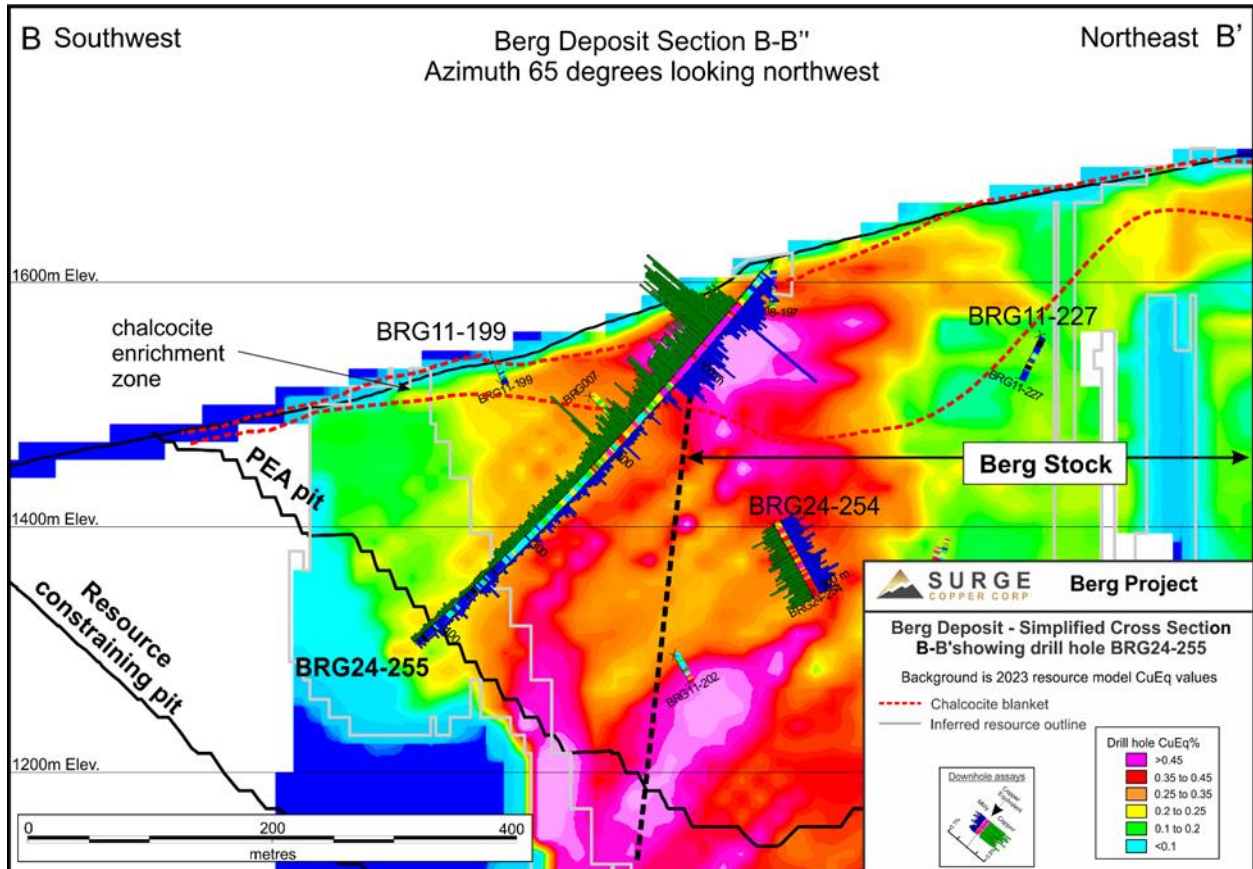 B Southwest
Berg Deposit Section B-B''
Azimuth 65 degrees looking northwest
Northeast B'
1600m Elev.
chalcocite
enrichment
zone
BRG11-199
BRG11-199
BRG007
BRG11-227
BRG11-227
PEA pit
Berg Stock
1400m Elev.
BRG24-254
BRG24-255
BRG11-202
Resource
constraining pit
1200m Elev.
0 200 400
metres
SURGE
COPPER CORP
Berg Project
Berg Deposit - Simplified Cross Section
B-B'showing drill hole BRG24-255
Background is 2023 resource model CuEq values
Chalcocite blanket
Inferred resource outline
Downhole assays
Copper
Equivalent
Moly
Copper
Drill hole CuEq%
>0.45
0.35 to 0.45
0.25 to 0.35
0.2 to 0.25
0.1 to 0.2
<0.1